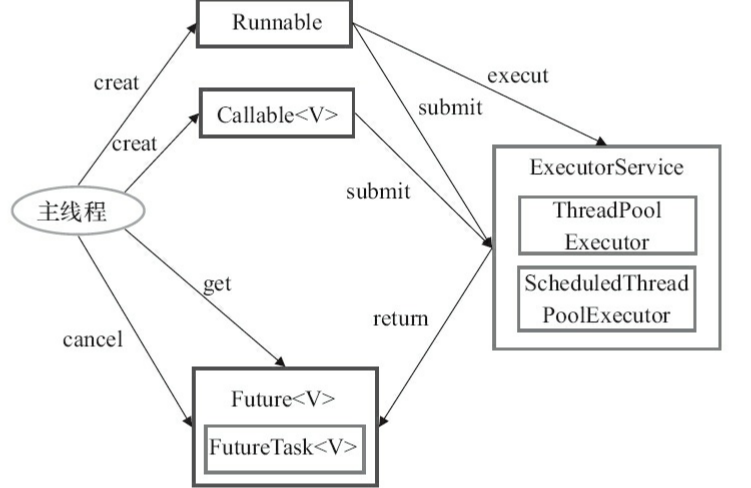 Runnable
execut
creat
submit
Callable<V>
creat
ExecutorService
submit
主线程
ThreadPool
Executor
get
ScheduledThread
PoolExecutor
return
cancel
Future<V>
FutureTask<V>